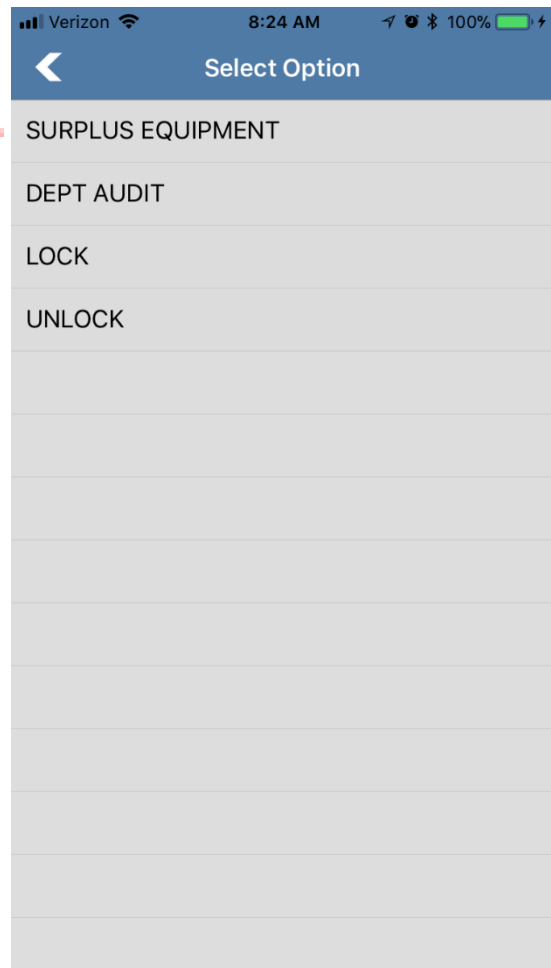 Verizon 8:24 AM 100%
Select Option
SURPLUS EQUIPMENT
DEPT AUDIT
LOCK
UNLOCK